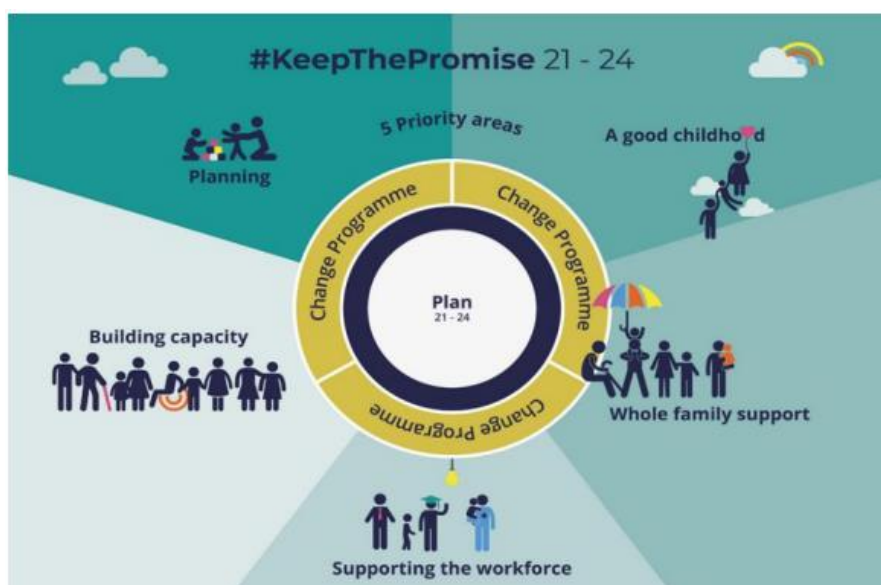 #KeepThePromise 21 - 24
5 Priority areas
A good childhood
Planning
Change Programme
Change Programme
Plan
21 - 24
Building capacity
Whole family support
Change Programme
Supporting the workforce